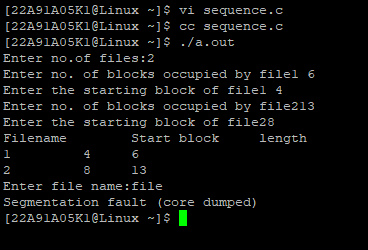 [22A91A05K1@Linux ~]$ vi sequence.c
[22A91A05K1@Linux ~]$ cc sequence.c
[22A91A05K1@Linux ~]$ ./a.out
Enter no.of files:2
Enter no. of blocks occupied by file1 6
Enter the starting block of file1 4
Enter no. of blocks occupied by file213
Enter the starting block of file28
Filename Start block length
1 4 6
2 8 13
Enter file name:file
Segmentation fault (core dumped)
[22A91A05K1@Linux ~]$